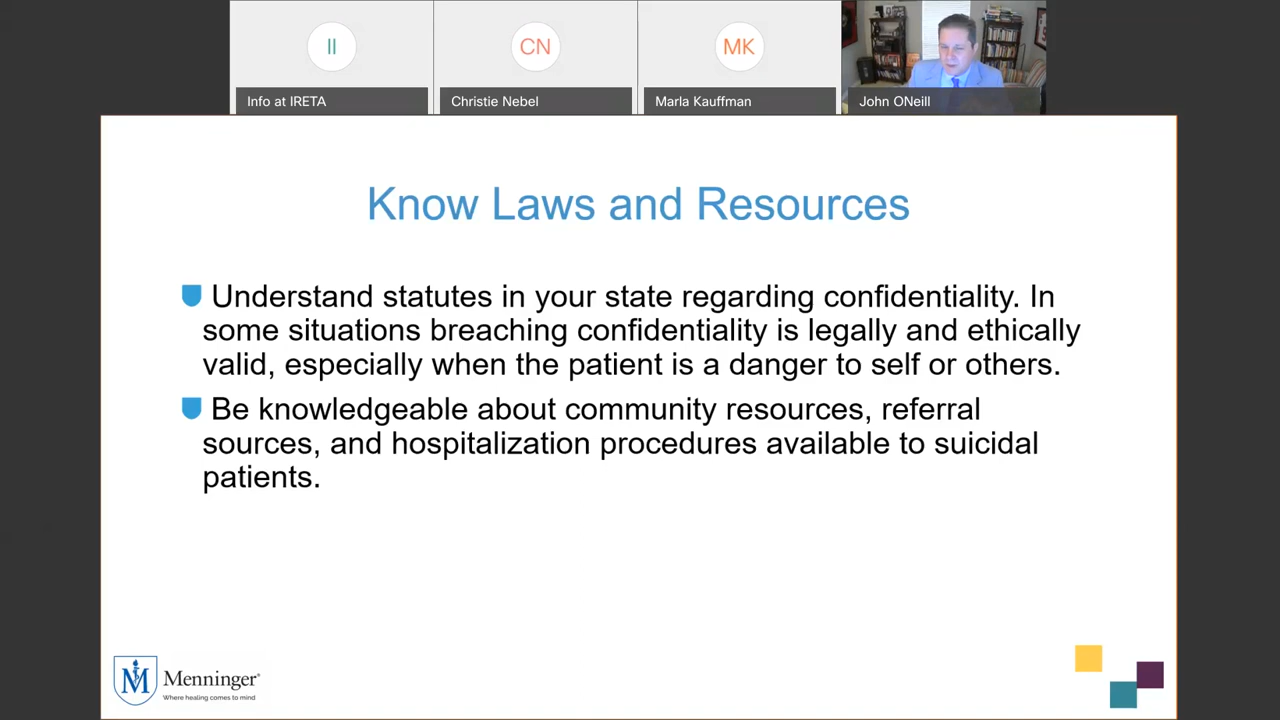 II
CN
MK
Info at IRETA
Christie Nebel
Marla Kauffman
John ONeill
Know Laws and Resources
Understand statutes in your state regarding confidentiality. In
some situations breaching confidentiality is legally and ethically
valid, especially when the patient is a danger to self or others.
Be knowledgeable about community resources, referral
sources, and hospitalization procedures available to suicidal
patients.
M
Menninger®
Where healing comes to mind